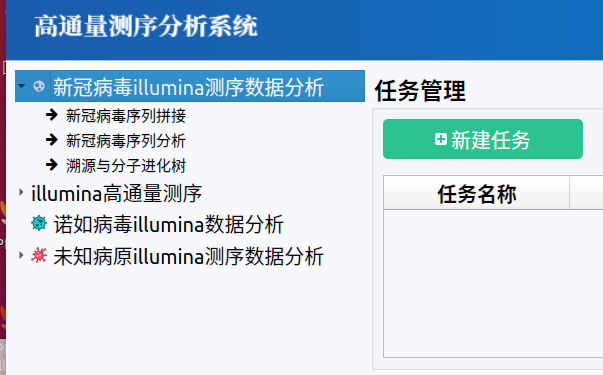 高通量测序分析系统
新冠病毒illumina测序数据分析
新冠病毒序列拼接
新冠病毒序列分析
溯源与分子进化树
illumina高通量测序
诺如病毒illumina数据分析
未知病原illumina测序数据分析
任务管理
新建任务
任务名称